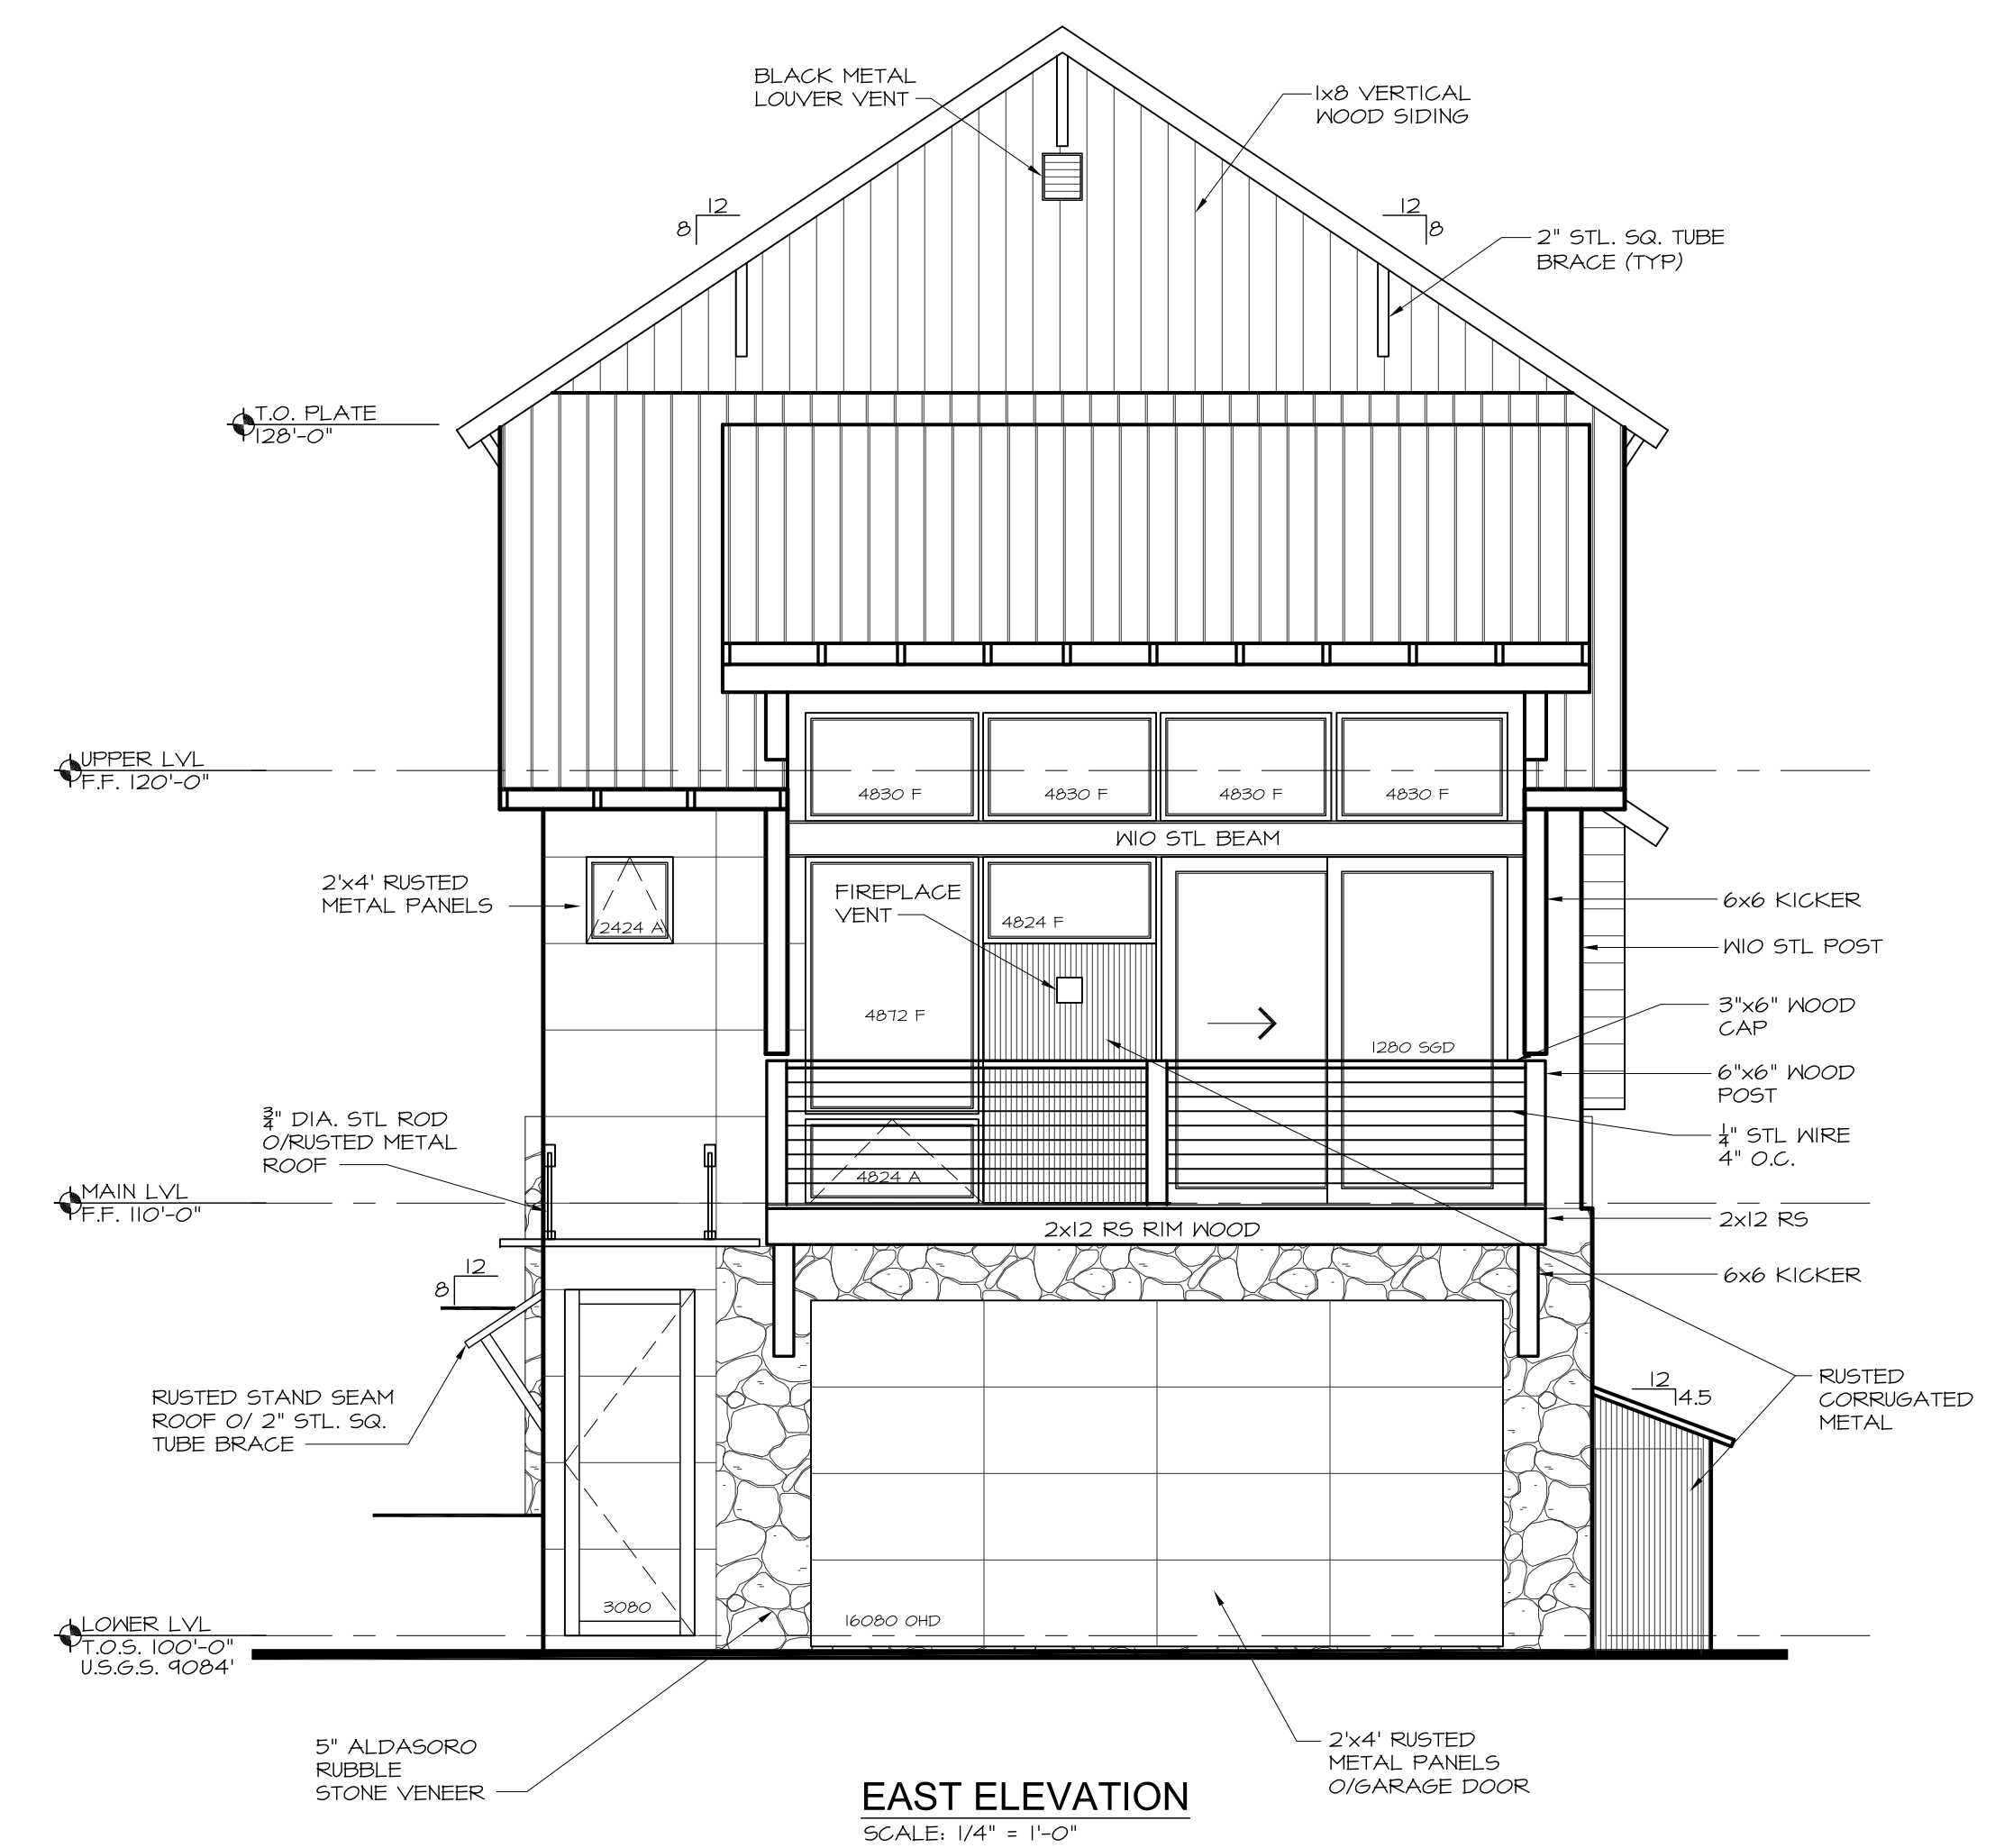 BLACK METAL
LOUVER VENT
1x8 VERTICAL
WOOD SIDING
12
8
12
8
2" STL. SQ. TUBE
BRACE (TYP)
T.O. PLATE
128'-0"
UPPER LVL
F.F. 120'-0"
4830 F
4830 F
4830 F
4830 F
W10 STL BEAM
2'x4' RUSTED
METAL PANELS
2424 A
FIREPLACE
VENT
4824 F
6x6 KICKER
W10 STL POST
4872 F
1280 SGD
3"x6" WOOD
CAP
6"x6" WOOD
POST
3/4" DIA. STL ROD
O/RUSTED METAL
ROOF
1/4" STL WIRE
4" O.C.
4824 A
MAIN LVL
F.F. 110'-0"
2x12 RS RIM WOOD
2x12 RS
12
8
6x6 KICKER
RUSTED STAND SEAM
ROOF O/ 2" STL. SQ.
TUBE BRACE
12
4.5
RUSTED
CORRUGATED
METAL
3080
16080 OHD
LOWER LVL
T.O.S. 100'-0"
U.S.G.S. 9084'
5" ALDASORO
RUBBLE
STONE VENEER
2'x4' RUSTED
METAL PANELS
O/GARAGE DOOR
EAST ELEVATION
SCALE: 1/4" = 1'-0"